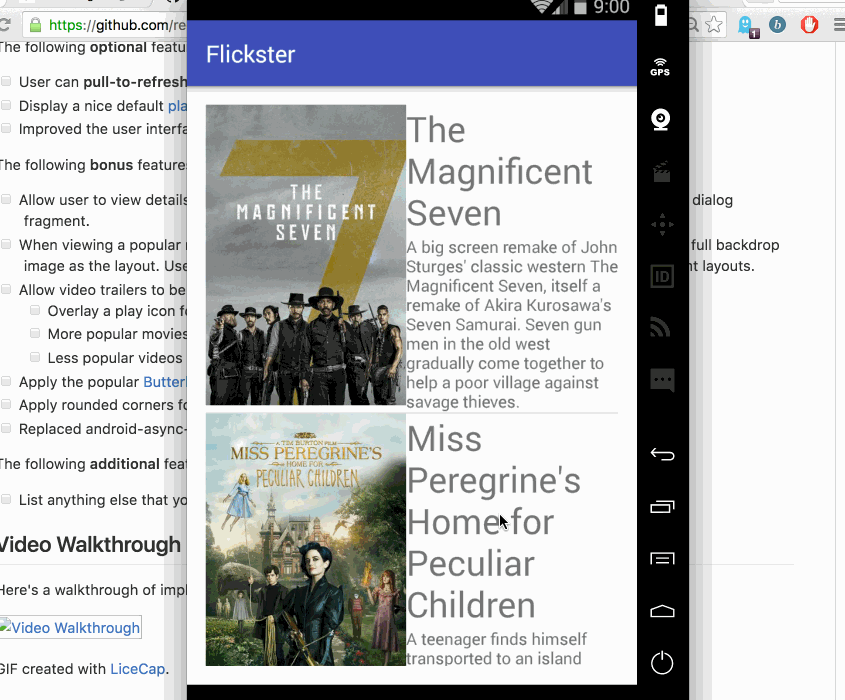 https://github.com/re
9:00
1
b
The following optional featu
User can pull-to-refresh
Display a nice default pla
Improved the user interfa
The following bonus features
Allow user to view details
dialog
fragment.
When viewing a popular
full backdrop
image as the layout. Use
nt layouts.
Allow video trailers to be
Overlay a play icon fo
More popular movies
Less popular videos
Apply the popular Butterk
Apply rounded corners fo
Replaced android-async-
The following additional feat
List anything else that yo
Video Walkthrough
Here's a walkthrough of impl
Video Walkthrough
GIF created with LiceCap.
Flickster
THE
MAGNIFICENT
SEVEN
The
Magnificent
Seven
A big screen remake of John
Sturges' classic western The
Magnificent Seven, itself a
remake of Akira Kurosawa's
Seven Samurai. Seven gun
men in the old west
gradually come together to
help a poor village against
savage thieves.
A TIM BURTON FILM
MISS PEREGRINE'S
HOME FOR
PECULIAR CHILDREN
Miss
Peregrine's
Home for
Peculiar
Children
A teenager finds himself
transported to an island
GPS
ID